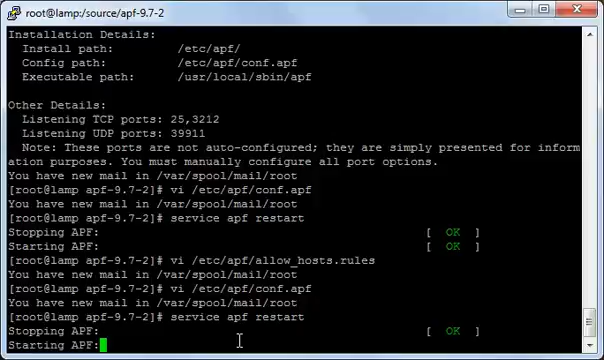 root@lamp:/source/apf-9.7-2
Installation Details:
Install path: /etc/apf/
Config path: /etc/apf/conf.apf
Executable path: /usr/local/sbin/apf
Other Details:
Listening TCP ports: 25,3212
Listening UDP ports: 39911
Note: These ports are not auto-configured; they are simply presented for inform
ation purposes. You must manually configure all port options.
You have new mail in /var/spool/mail/root
[root@lamp apf-9.7-2]# vi /etc/apf/conf.apf
You have new mail in /var/spool/mail/root
[root@lamp apf-9.7-2]# service apf restart
Stopping APF: [ OK ]
Starting APF: [ OK ]
[root@lamp apf-9.7-2]# vi /etc/apf/allow_hosts.rules
You have new mail in /var/spool/mail/root
[root@lamp apf-9.7-2]# vi /etc/apf/conf.apf
You have new mail in /var/spool/mail/root
[root@lamp apf-9.7-2]# service apf restart
Stopping APF: [ OK ]
Starting APF: